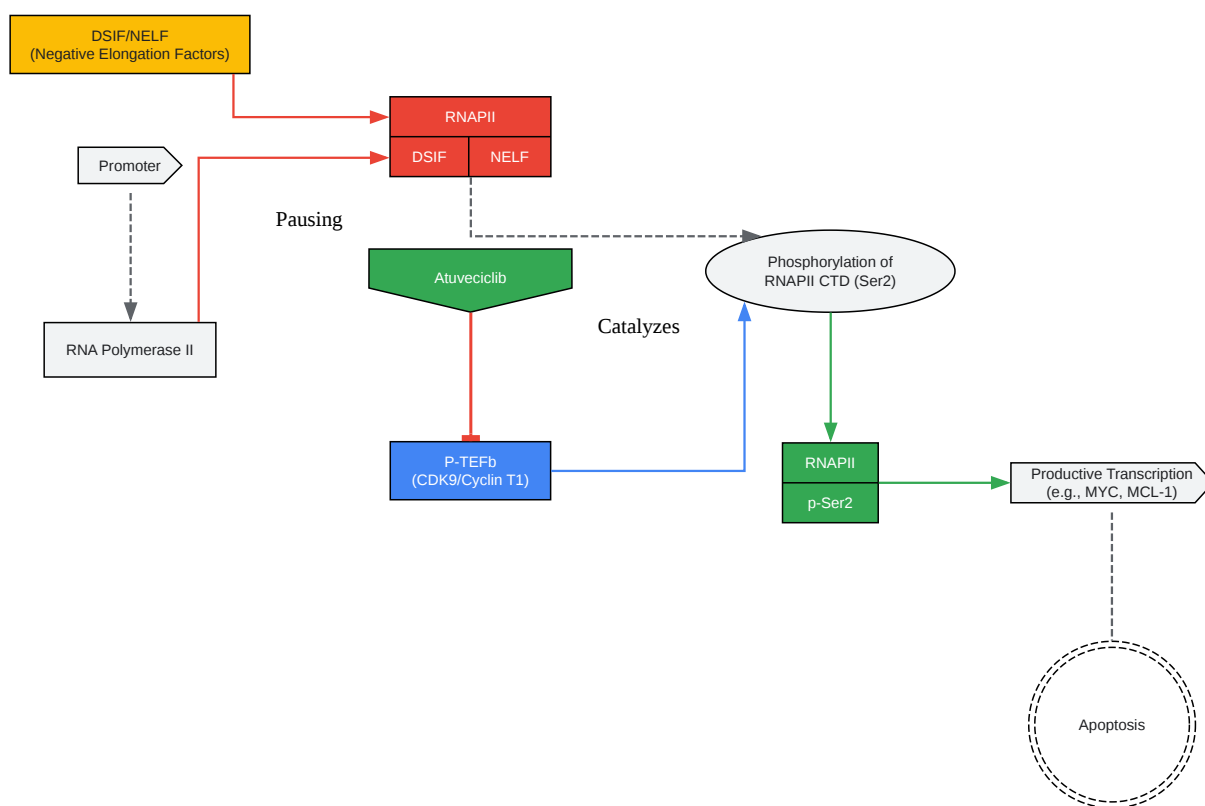 DSIF/NELF
(Negative Elongation Factors)
RNAPII
DSIF
NELF
Promoter
Pausing
Atuveciclib
Phosphorylation of
RNAPII CTD (Ser2)
Catalyzes
RNA Polymerase II
P-TEFb
(CDK9/Cyclin T1)
RNAPII
p-Ser2
Productive Transcription
(e.g., MYC, MCL-1)
Apoptosis